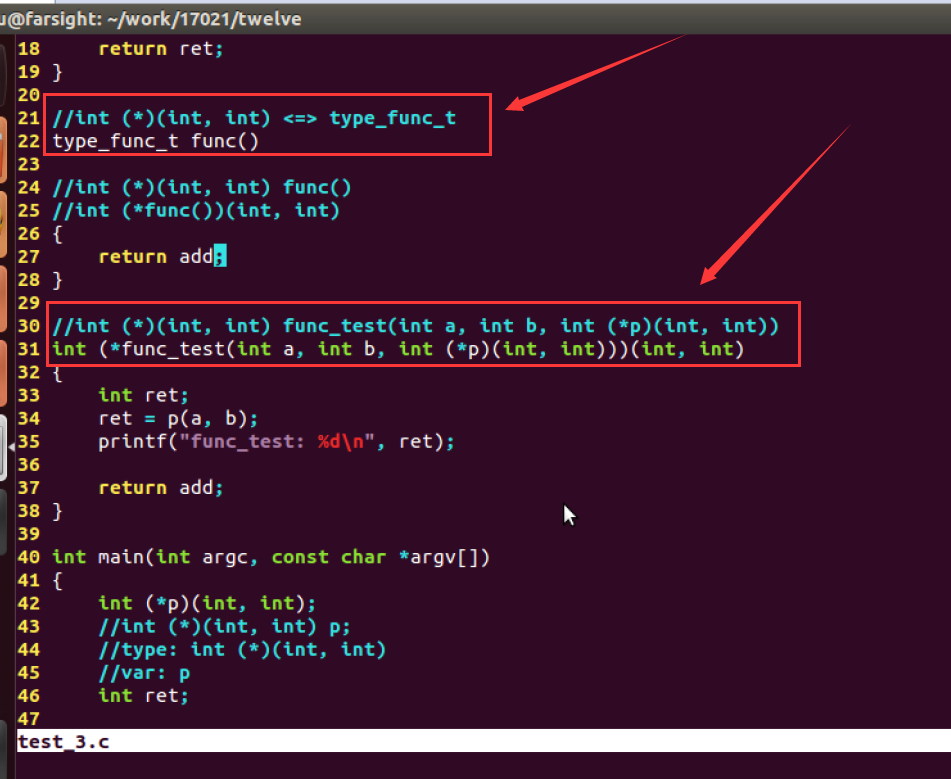 u@farsight: ~/work/17021/twelve
18     return ret;
19 }
20
21 //int (*)(int, int) <=> type_func_t
22 type_func_t func()
23
24 //int (*)(int, int) func()
25 //int (*func())(int, int)
26 {
27     return add;
28 }
29
30 //int (*)(int, int) func_test(int a, int b, int (*p)(int, int))
31 int (*func_test(int a, int b, int (*p)(int, int)))(int, int)
32 {
33     int ret;
34     ret = p(a, b);
35     printf("func_test: %d\n", ret);
36
37     return add;
38 }
39
40 int main(int argc, const char *argv[])
41 {
42     int (*p)(int, int);
43     //int (*)(int, int) p;
44     //type: int (*)(int, int)
45     //var: p
46     int ret;
47
test_3.c